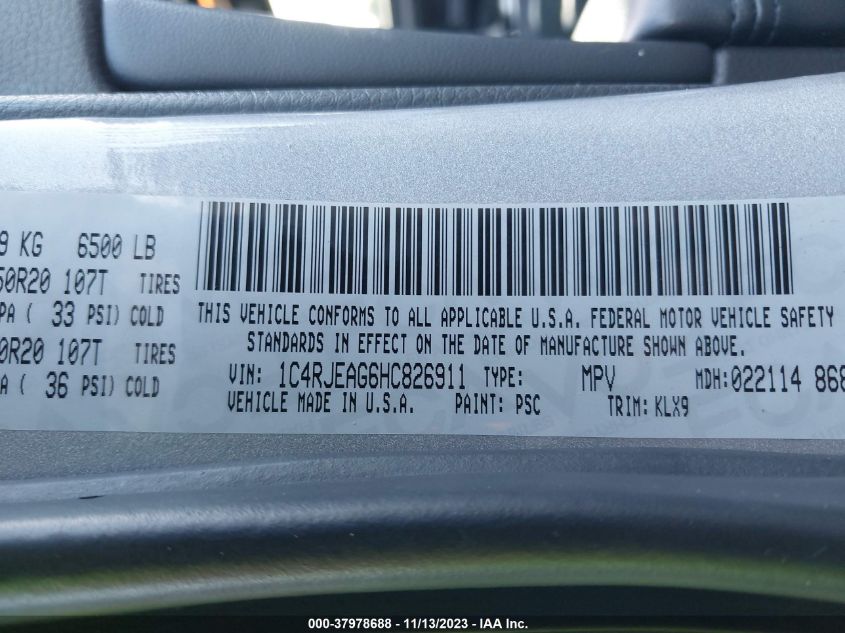 9 KG 6500 LB
50R20 107T TIRES
PA ( 33 PSI) COLD
0R20 107T TIRES
A ( 36 PSI) COLD
THIS VEHICLE CONFORMS TO ALL APPLICABLE U.S.A. FEDERAL MOTOR VEHICLE SAFETY
STANDARDS IN EFFECT ON THE DATE OF MANUFACTURE SHOWN ABOVE.
VIN: 1C4RJEAG6HC826911 TYPE: MPV MDH:022114 868
VEHICLE MADE IN U.S.A. PAINT: PSC TRIM: KLX9
000-37978688 - 11/13/2023 - IAA Inc.